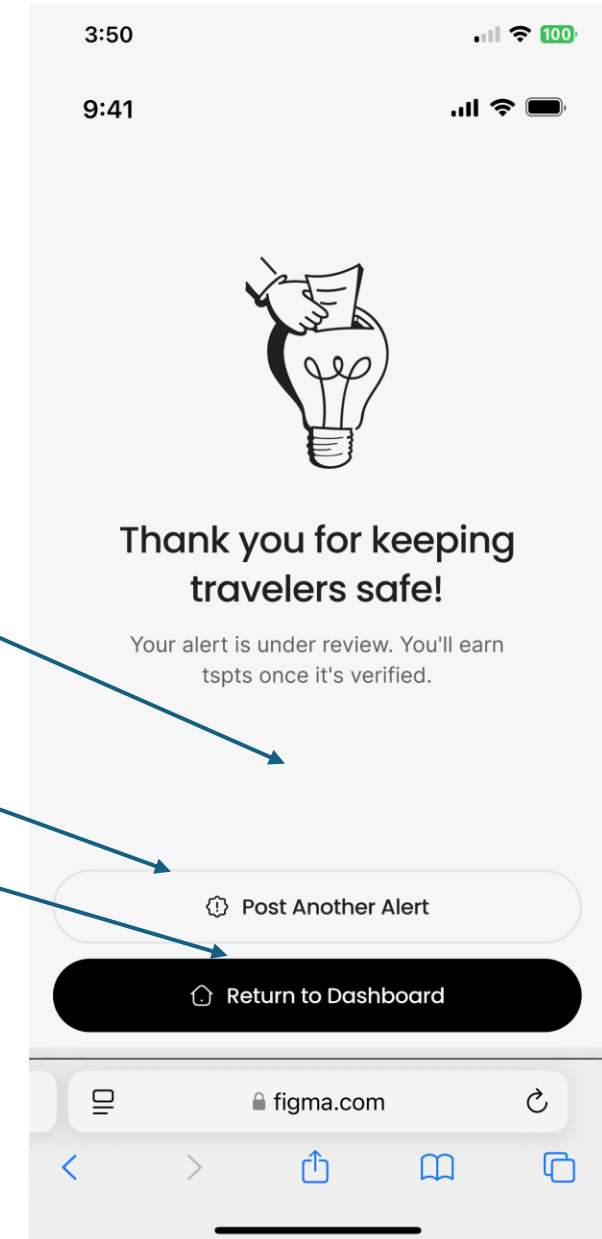 3:50
100
9:41
Thank you for keeping
travelers safe!
Your alert is under review. You'll earn
tspts once it's verified.
Post Another Alert
Return to Dashboard
figma.com